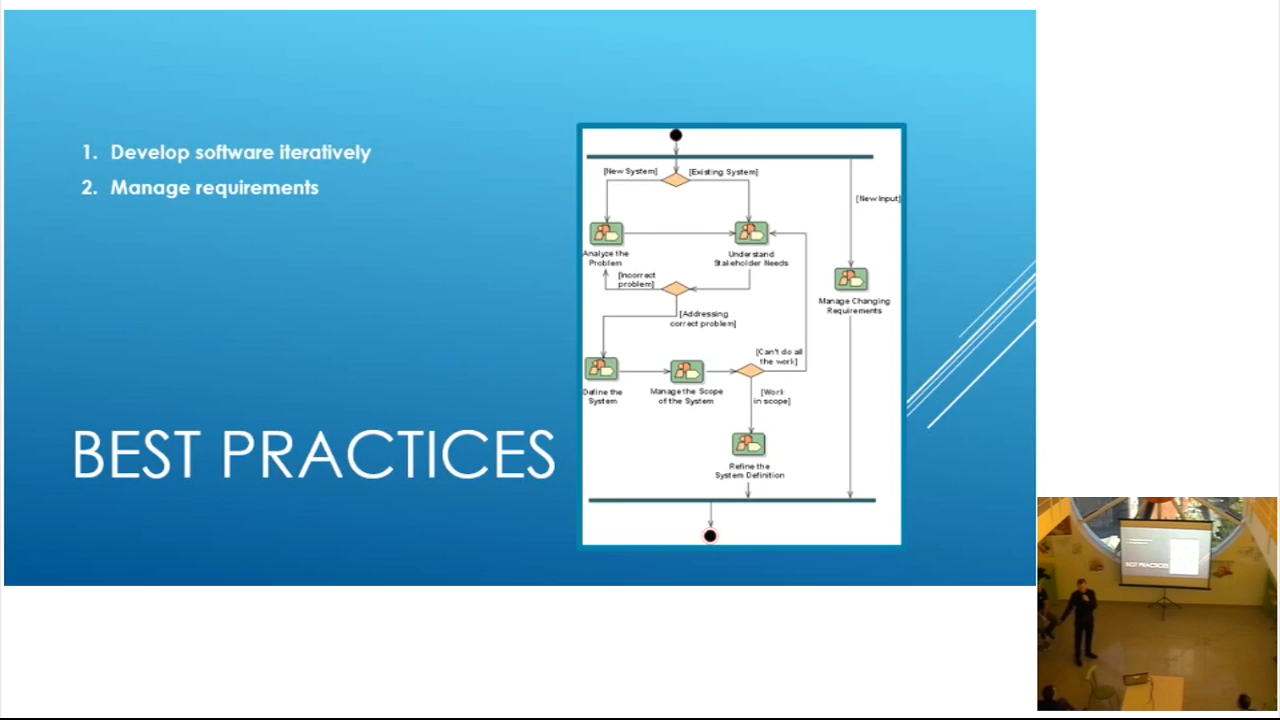 1. Develop software iteratively
2. Manage requirements
BEST PRACTICES
[New System]
[Existing System]
[New Input]
Analyze the
Problem
Understand
Stakeholder Needs
[Incorrect
problem]
Manage Changing
Requirements
[Addressing
correct problem]
[Can't do all
the work]
Define the
System
Manage the Scope
of the System
[Work
in scope]
Refine the
System Definition
BEST PRACTICES